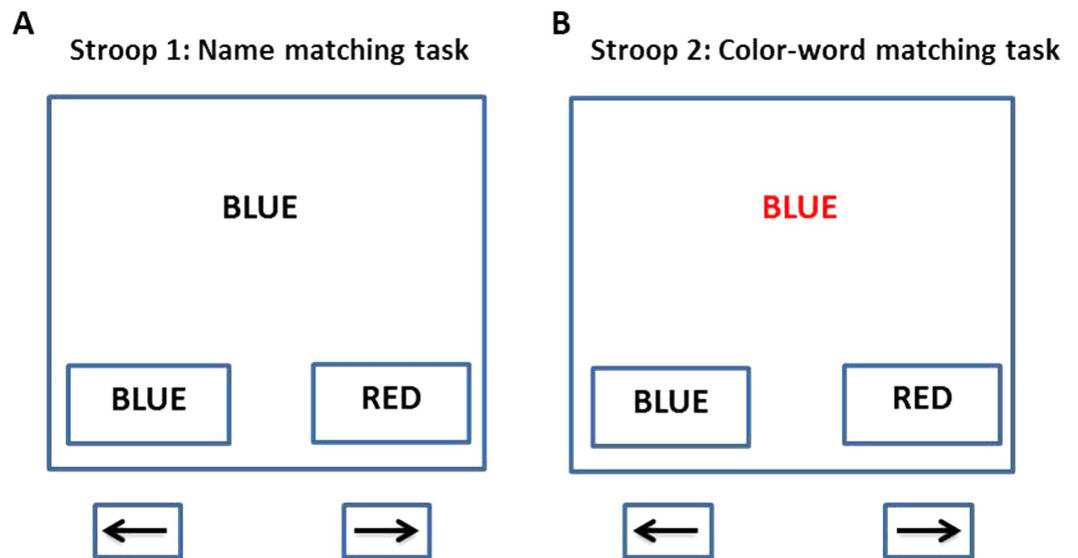 A
Stroop 1: Name matching task
BLUE
BLUE
RED
B
Stroop 2: Color-word matching task
BLUE
BLUE
RED